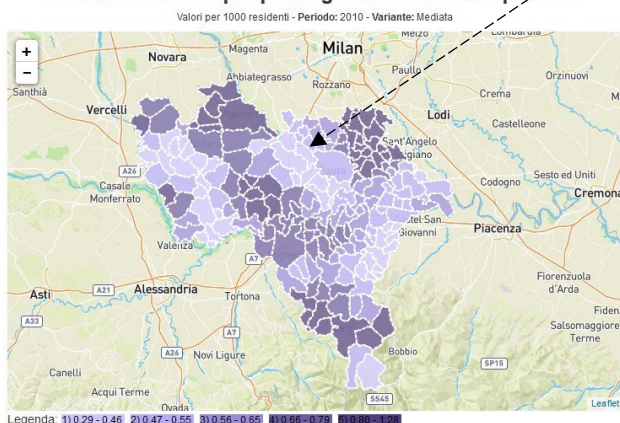 Valori per 1000 residenti - Periodo: 2010 - Variante: Mediata
+
−
Milan
Magenta
Melzo
Lombardia
Novara
Abbiategrasso
Paullo
Orzinuovi
Santhià
Rozzano
Crema
Vercelli
Lodi
Castelleone
Sant'Angelo
Pavia
A26
Casale
Monferrato
Codogno
Sesto ed Uniti
Cremona
Piacenza
Giovanni
Valenza
A7
Fiorenzuola
d'Arda
Asti
A21
Alessandria
Tortona
A33
A7
Fiden
Salsomaggiore
Terme
A26
Novi Ligure
Bobbio
SP15
Canelli
Acqui Terme
SS45
Ovada
Leaflet
Legenda: 1) 0.29 - 0.46 2) 0.47 - 0.55 3) 0.56 - 0.65 4) 0.66 - 0.79 5) 0.80 - 1.28